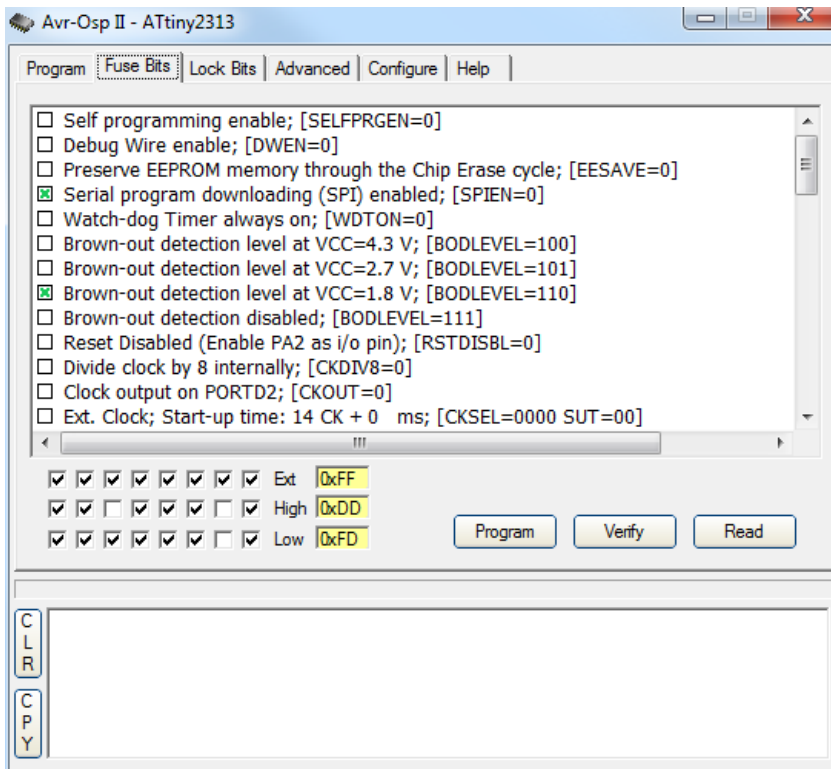 Avr-Osp II - ATtiny2313
Program Fuse Bits Lock Bits Advanced Configure Help
Self programming enable; [SELFPRGEN=0]
Debug Wire enable; [DWEN=0]
Preserve EEPROM memory through the Chip Erase cycle; [EESAVE=0]
Serial program downloading (SPI) enabled; [SPIEN=0]
Watch-dog Timer always on; [WDTON=0]
Brown-out detection level at VCC=4.3 V; [BODLEVEL=100]
Brown-out detection level at VCC=2.7 V; [BODLEVEL=101]
Brown-out detection level at VCC=1.8 V; [BODLEVEL=110]
Brown-out detection disabled; [BODLEVEL=111]
Reset Disabled (Enable PA2 as i/o pin); [RSTDISBL=0]
Divide clock by 8 internally; [CKDIV8=0]
Clock output on PORTD2; [CKOUT=0]
Ext. Clock; Start-up time: 14 CK + 0 ms; [CKSEL=0000 SUT=00]
Ext 0xFF
High 0xDD
Low 0xFD
Program Verify Read
CLR
CPY